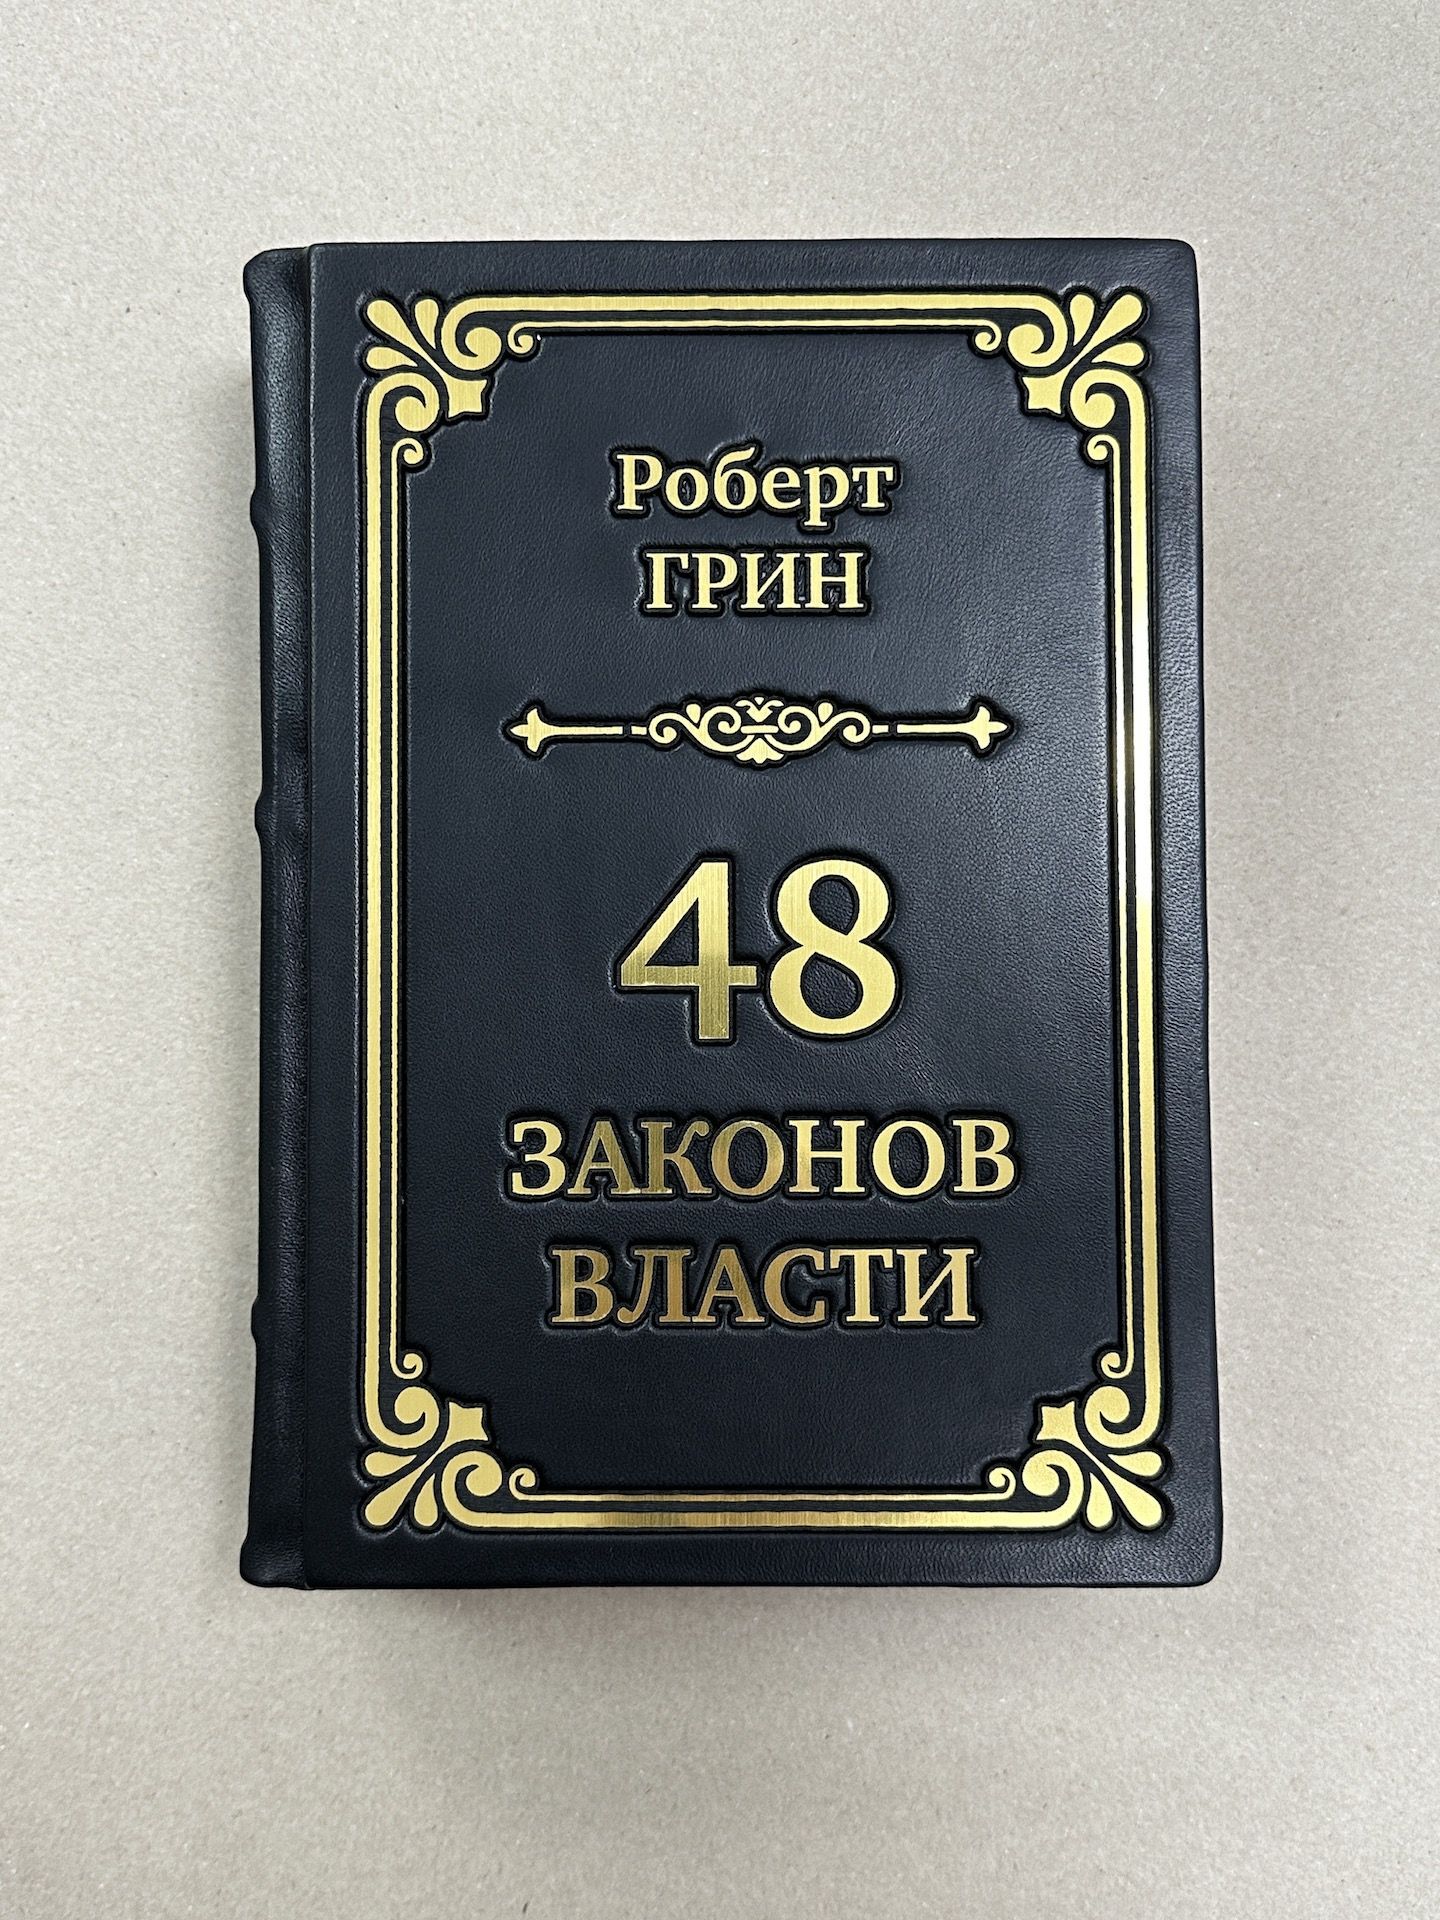 Роберт
ГРИН
48
ЗАКОНОВ
ВЛАСТИ